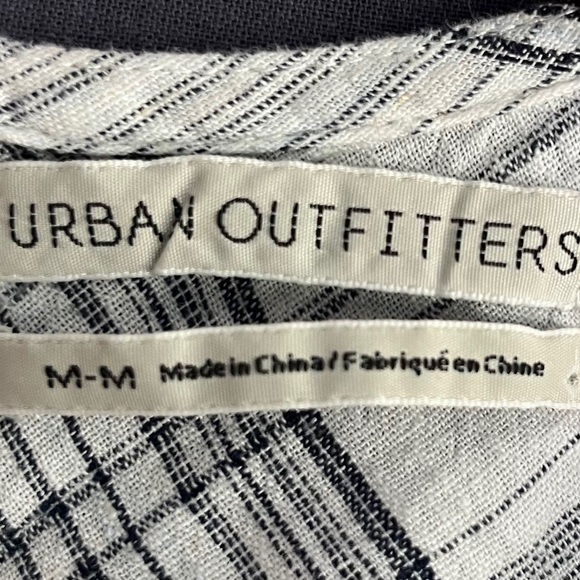 URBAN OUTFITTERS
M-M Made in China / Fabriqué en Chine